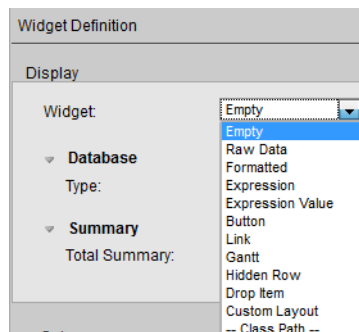 Widget Definition
Display
Widget: Empty
Empty
Raw Data
Formatted
Expression
Expression Value
Button
Link
Gantt
Hidden Row
Drop Item
Custom Layout
-- Class Path --
Database
Type:
Summary
Total Summary: